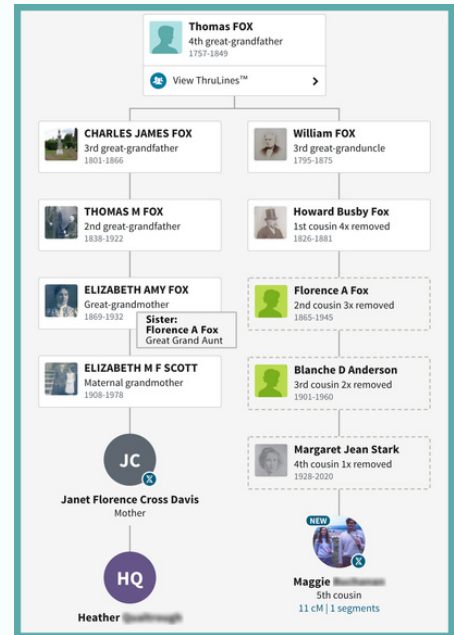 Thomas FOX
4th great-grandfather
1757-1849
View ThruLines™
CHARLES JAMES FOX
3rd great-grandfather
1801-1866
William FOX
3rd great-granduncle
1795-1875
THOMAS M FOX
2nd great-grandfather
1838-1922
Howard Busby Fox
1st cousin 4x removed
1826-1881
ELIZABETH AMY FOX
Great-grandmother
1869-1932
Sister:
Florence A Fox
Great Grand Aunt
Florence A Fox
2nd cousin 3x removed
1865-1945
ELIZABETH M F SCOTT
Maternal grandmother
1908-1978
Blanche D Anderson
3rd cousin 2x removed
1901-1960
JC
Janet Florence Cross Davis
Mother
Margaret Jean Stark
4th cousin 1x removed
1928-2020
HQ
Heather
NEW
Maggie
5th cousin
11 cM | 1 segments